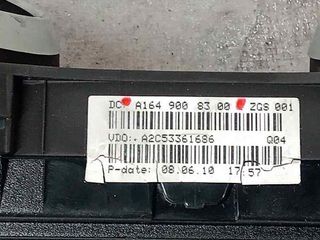 DC: A164 900 83 00 ZGS 001
VDO: A2C53361686 Q04
P-date: 08.06.10 17:57